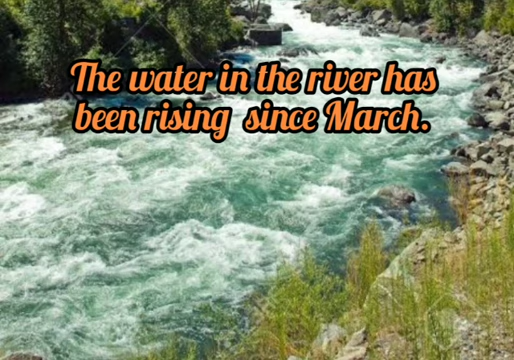 The water in the river has
been rising  since March.